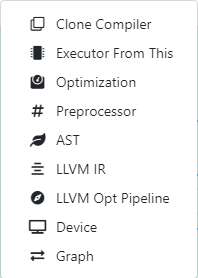 Clone Compiler
Executor From This
Optimization
Preprocessor
AST
LLVM IR
LLVM Opt Pipeline
Device
Graph